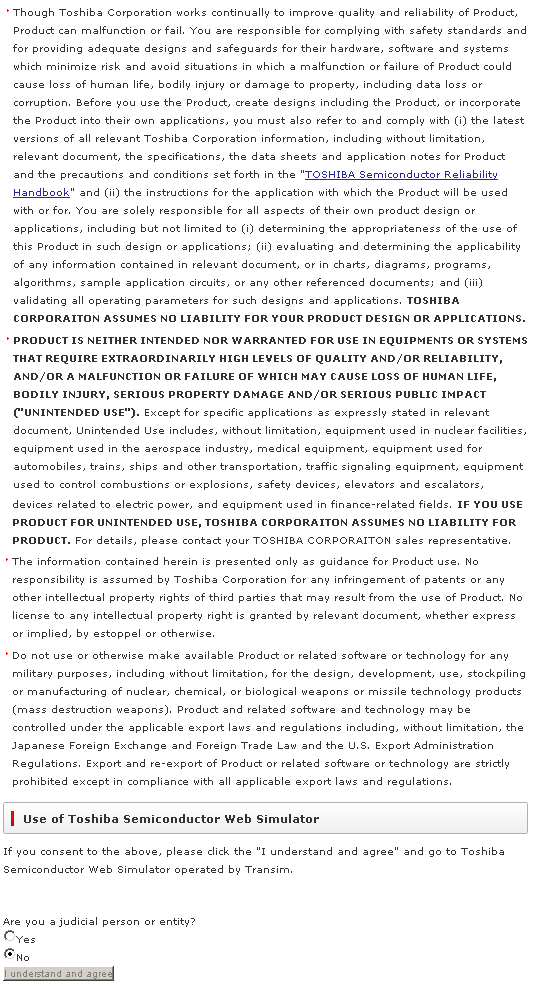 Though Toshiba Corporation works continually to improve quality and reliability of Product,
Product can malfunction or fail. You are responsible for complying with safety standards and
for providing adequate designs and safeguards for their hardware, software and systems
which minimize risk and avoid situations in which a malfunction or failure of Product could
cause loss of human life, bodily injury or damage to property, including data loss or
corruption. Before you use the Product, create designs including the Product, or incorporate
the Product into their own applications, you must also refer to and comply with (i) the latest
versions of all relevant Toshiba Corporation information, including without limitation,
relevant document, the specifications, the data sheets and application notes for Product
and the precautions and conditions set forth in the "TOSHIBA Semiconductor Reliability
Handbook" and (ii) the instructions for the application with which the Product will be used
with or for. You are solely responsible for all aspects of their own product design or
applications, including but not limited to (i) determining the appropriateness of the use of
this Product in such design or applications; (ii) evaluating and determining the applicability
of any information contained in relevant document, or in charts, diagrams, programs,
algorithms, sample application circuits, or any other referenced documents; and (iii)
validating all operating parameters for such designs and applications. TOSHIBA
CORPORAITON ASSUMES NO LIABILITY FOR YOUR PRODUCT DESIGN OR APPLICATIONS.
PRODUCT IS NEITHER INTENDED NOR WARRANTED FOR USE IN EQUIPMENTS OR SYSTEMS
THAT REQUIRE EXTRAORDINARILY HIGH LEVELS OF QUALITY AND/OR RELIABILITY,
AND/OR A MALFUNCTION OR FAILURE OF WHICH MAY CAUSE LOSS OF HUMAN LIFE,
BODILY INJURY, SERIOUS PROPERTY DAMAGE AND/OR SERIOUS PUBLIC IMPACT
("UNINTENDED USE"). Except for specific applications as expressly stated in relevant
document, Unintended Use includes, without limitation, equipment used in nuclear facilities,
equipment used in the aerospace industry, medical equipment, equipment used for
automobiles, trains, ships and other transportation, traffic signaling equipment, equipment
used to control combustions or explosions, safety devices, elevators and escalators,
devices related to electric power, and equipment used in finance-related fields. IF YOU USE
PRODUCT FOR UNINTENDED USE, TOSHIBA CORPORAITON ASSUMES NO LIABILITY FOR
PRODUCT. For details, please contact your TOSHIBA CORPORAITON sales representative.
The information contained herein is presented only as guidance for Product use. No
responsibility is assumed by Toshiba Corporation for any infringement of patents or any
other intellectual property rights of third parties that may result from the use of Product. No
license to any intellectual property right is granted by relevant document, whether express
or implied, by estoppel or otherwise.
Do not use or otherwise make available Product or related software or technology for any
military purposes, including without limitation, for the design, development, use, stockpiling
or manufacturing of nuclear, chemical, or biological weapons or missile technology products
(mass destruction weapons). Product and related software and technology may be
controlled under the applicable export laws and regulations including, without limitation, the
Japanese Foreign Exchange and Foreign Trade Law and the U.S. Export Administration
Regulations. Export and re-export of Product or related software or technology are strictly
prohibited except in compliance with all applicable export laws and regulations.
Use of Toshiba Semiconductor Web Simulator
If you consent to the above, please click the "I understand and agree" and go to Toshiba
Semiconductor Web Simulator operated by Transim.
Are you a judicial person or entity?
Yes
No
I understand and agree